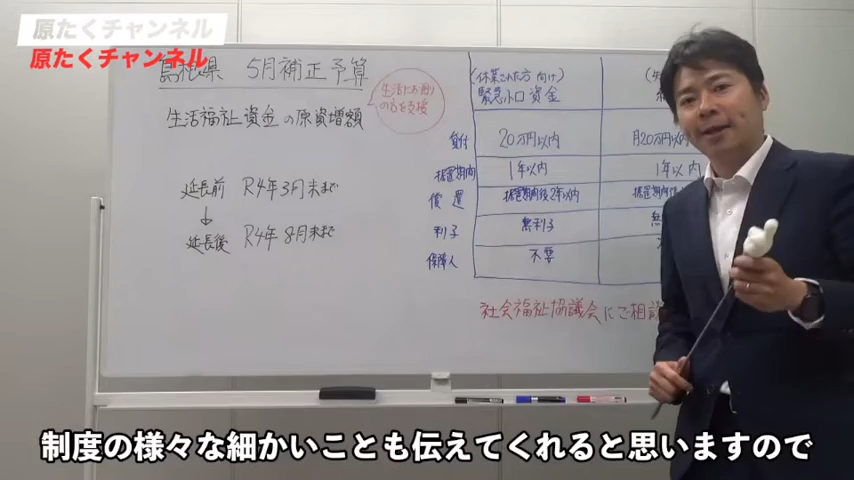 原たくチャンネル
原たくチャンネル
島根県 5月補正予算
生活福祉資金の原資増額
生活にお困り
の方を支援
延長前 R4年3月末まで
↓
延長後 R4年8月末まで
(休業された方向け)
緊急小口資金
貸付 20万円以内 月20万円以内
据置期間 1年以内 1年以内
償還 据置期間後2年以内 据置期間後
利子 無利子 無
保障人 不要
社会福祉協議会にご相談
制度の様々な細かいことも伝えてくれると思いますので